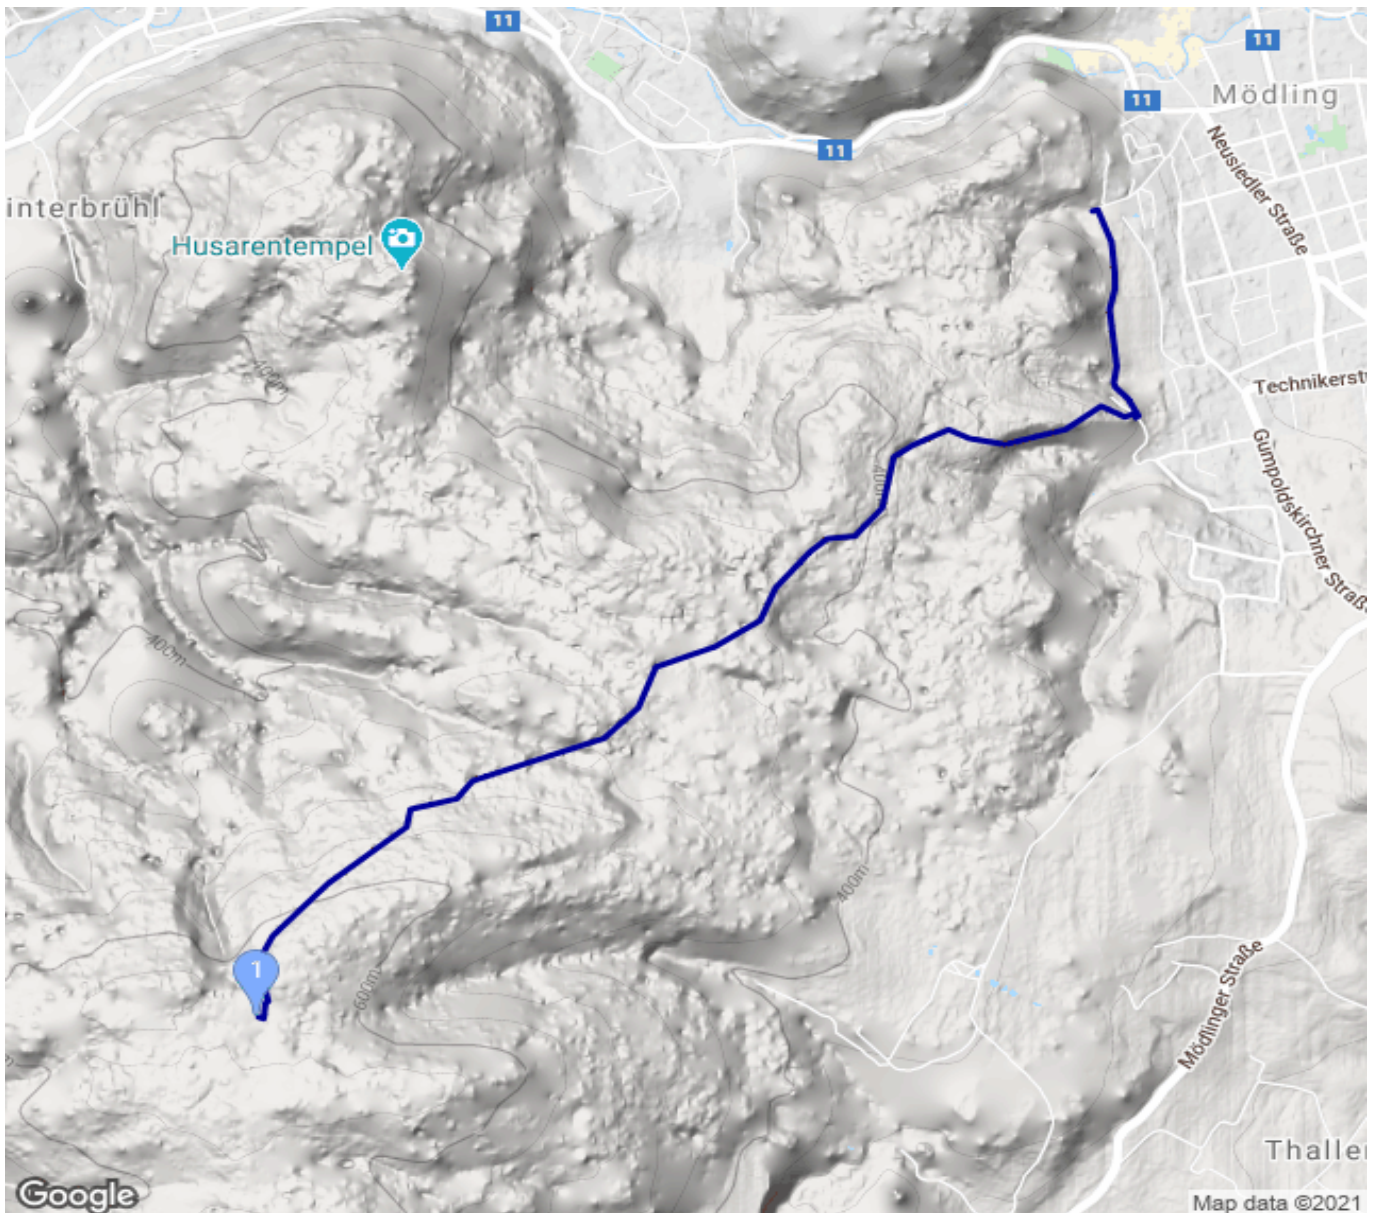 11
11
Mödling
11
11
Neusiedler Straße
interbrühl
Husarentempel
Technikerst
400m
Gumpoldskirchner Straße
400m
400m
1
600m
Mödlinger Straße
Thaller
Google
Map data ©2021